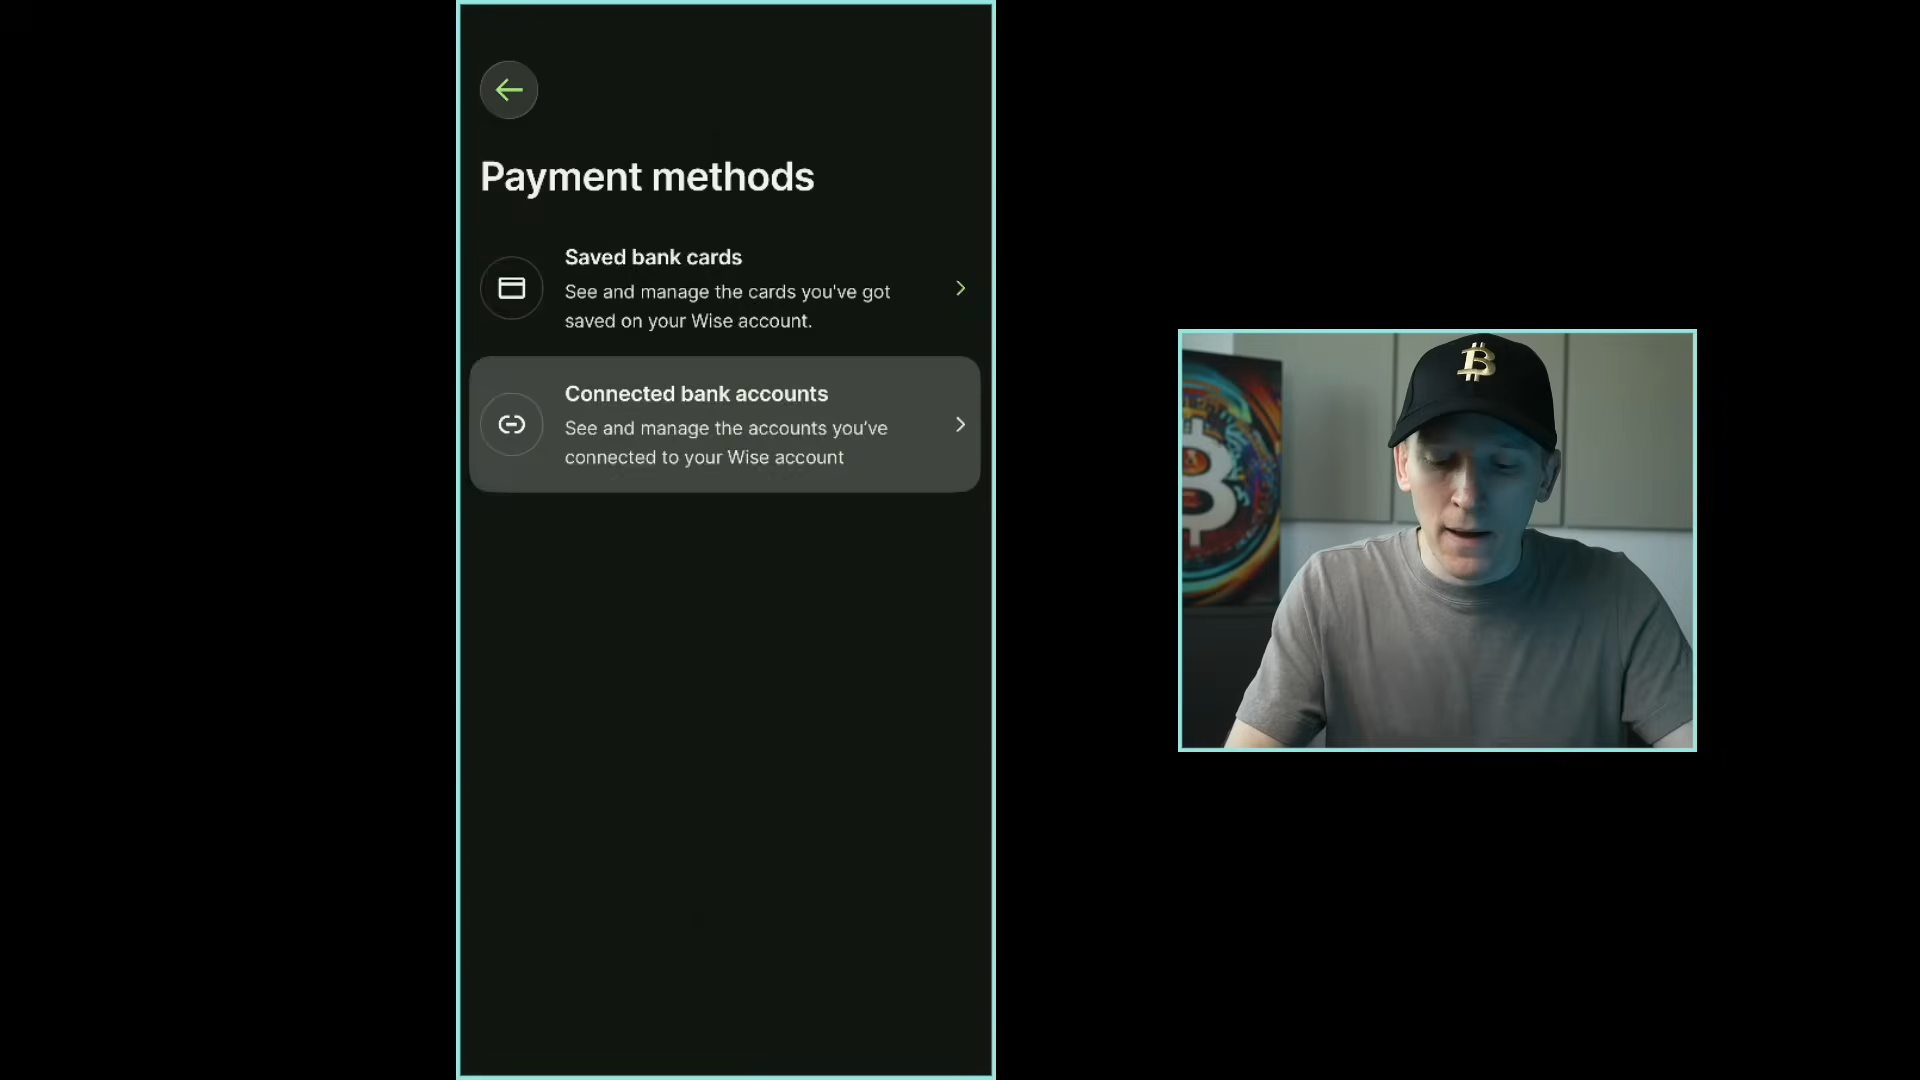 Payment methods
Saved bank cards
See and manage the cards you've got
saved on your Wise account.
Connected bank accounts
See and manage the accounts you’ve
connected to your Wise account